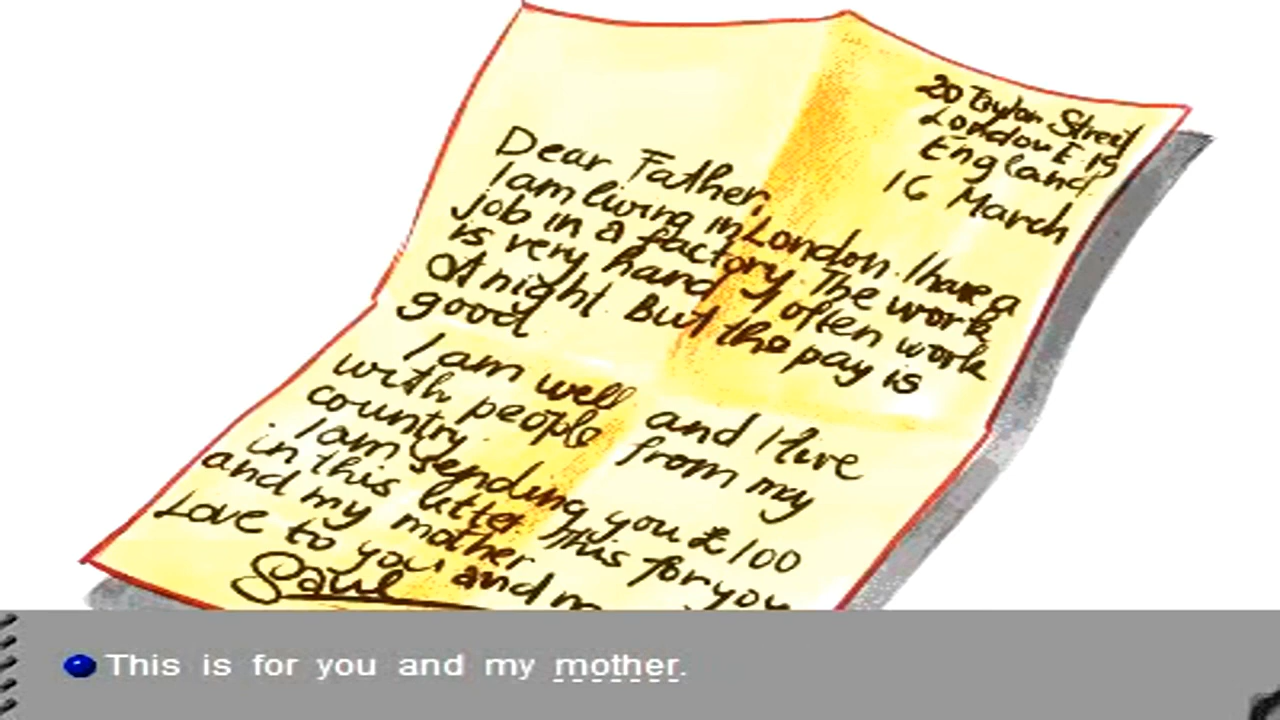 20 Taylor Street
London E 15
England
16 March
Dear Father,
I am living in London. I have a
job in a factory. The work
is very hard I often work
at night. But the pay is
good
I am well and I live
with people from my
country.
I am sending you £100
in this letter this for you
and my mother
Love to you and m
Saul
This is for you and my mother.